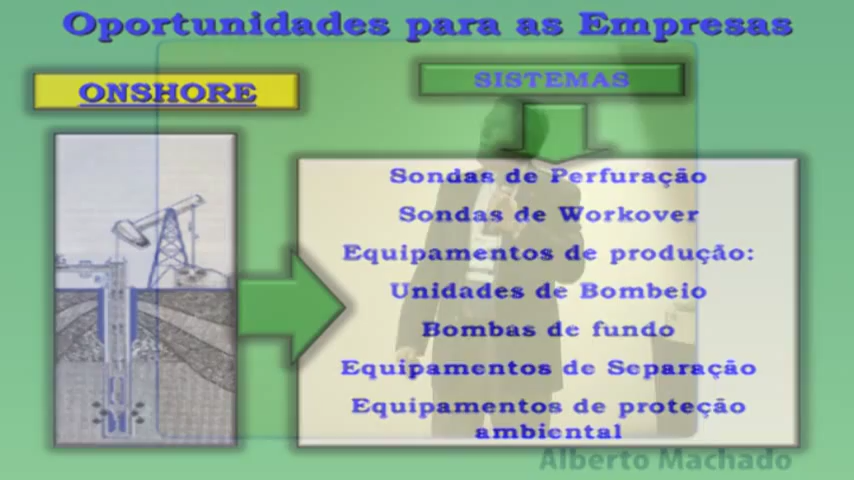 Oportunidades para as Empresas
ONSHORE
SISTEMAS
Sondas de Perfuração
Sondas de Workover
Equipamentos de produção:
Unidades de Bombeio
Bombas de fundo
Equipamentos de Separação
Equipamentos de proteção
ambiental
Alberto Machado